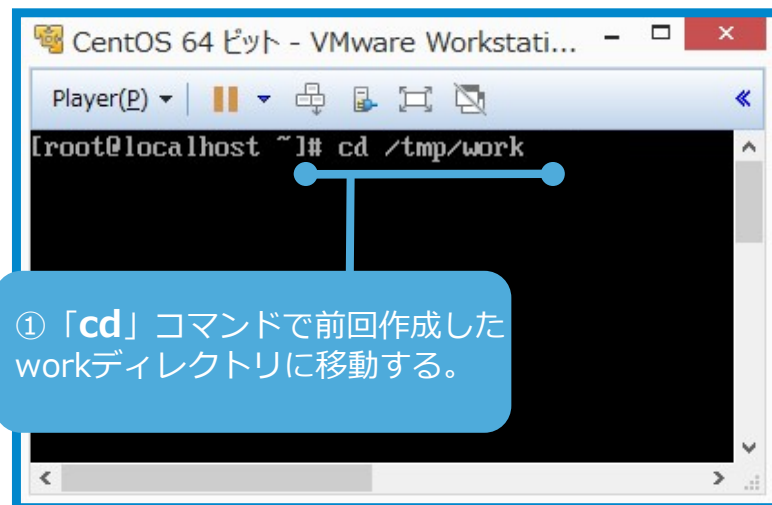 CentOS 64 ビット - VMware Workstati...
Player(P)
[root@localhost ~]# cd /tmp/work
①「cd」コマンドで前回作成した
workディレクトリに移動する。